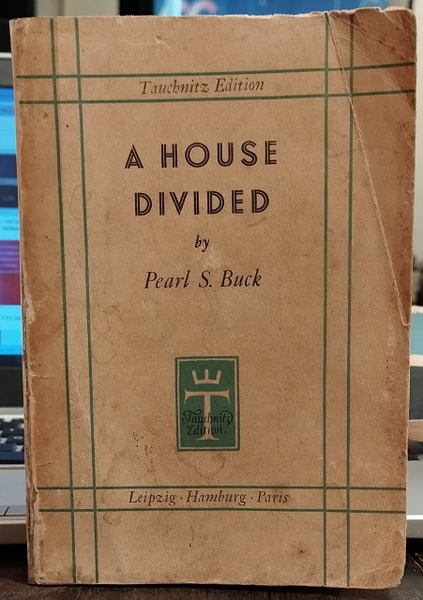 Tauchnitz Edition
A HOUSE
DIVIDED
by
Pearl S. Buck
T
Tauchnitz
Edition
Leipzig · Hamburg · Paris